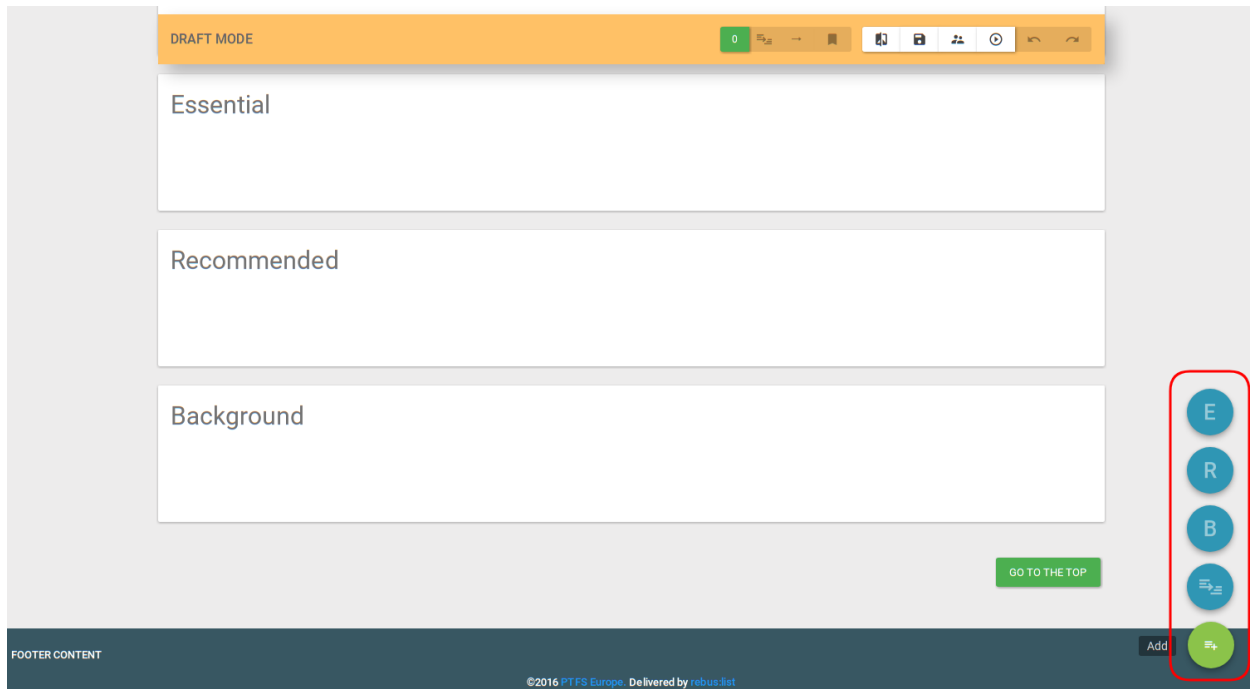 DRAFT MODE
0
Essential
Recommended
Background
E
R
B
GO TO THE TOP
Add
FOOTER CONTENT
©2016 PTFS Europe. Delivered by rebus:list